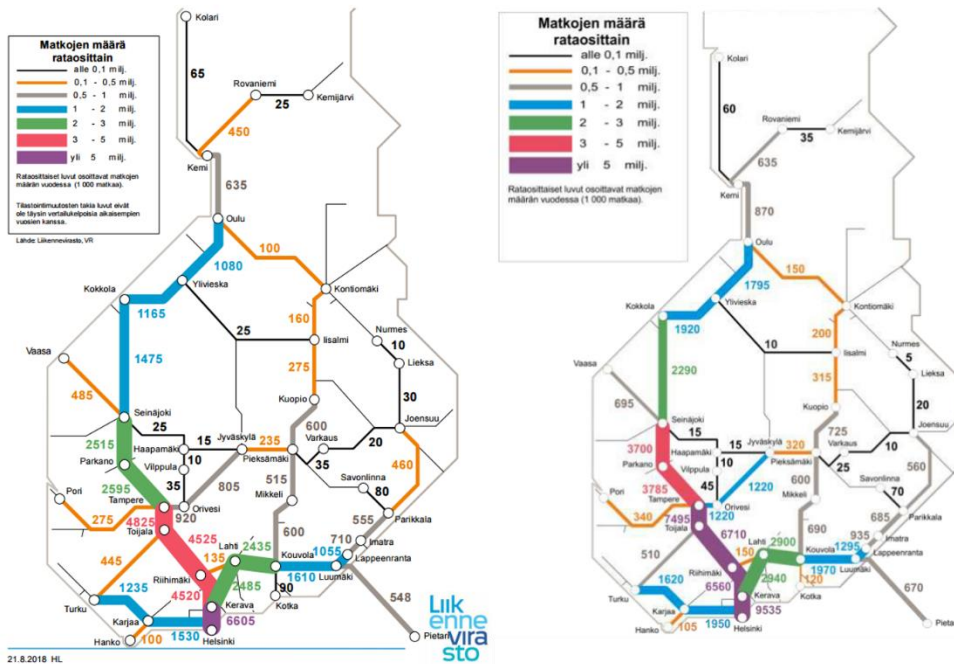 Matkojen määrä
rataosittain
alle 0,1 milj.
0,1 - 0,5 milj.
0,5 - 1 milj.
1 - 2 milj.
2 - 3 milj.
3 - 5 milj.
yli 5 milj.
Rataosittaiset luvut osoittavat matkojen
määrän vuodessa (1 000 matkaa).
Tilastointimuutosten takia luvut eivät
ole täysin vertailukelpoisia aikaisempien
vuosien kanssa.
Lähde: Liikennevirasto, VR
Kolari
65
Rovaniemi
25
Kemijärvi
450
Kemi
635
Oulu
100
1080
Ylivieska
Kontiomäki
Kokkola
1165
160
25
Nurmes
Iisalmi
10
Vaasa
1475
Lieksa
275
485
Kuopio
30
Seinäjoki
25
600
Joensuu
2515
15
Jyväskylä
235
Varkaus
20
Haapamäki
Parkano
10
Pieksämäki
35
460
Vilppula
Savonlinna
2595
35
805
515
80
Pori
Tampere
Mikkeli
275
920
Orivesi
Parikkala
4825
555
Toijala
600
Imatra
4525
Lahti
2435
710
445
135
Kouvola
1055
Lappeenranta
Riihimäki
1610
Luumäki
1235
2485
90
Turku
4520
Kerava
Kotka
548
Karjaa
6605
1530
Hanko
100
Helsinki
Pietari
Liik
enne
vira
sto
21.8.2018 HL
Matkojen määrä
rataosittain
alle 0,1 milj.
0,1 - 0,5 milj.
0,5 - 1 milj.
1 - 2 milj.
2 - 3 milj.
3 - 5 milj.
yli 5 milj.
Rataosittaiset luvut osoittavat matkojen
määrän vuodessa (1 000 matkaa).
Kolari
60
Rovaniemi
35
Kemijärvi
635
Kemi
870
Oulu
150
1795
Ylivieska
Kontiomäki
Kokkola
1920
200
10
Nurmes
Iisalmi
5
Vaasa
2290
Lieksa
315
695
Kuopio
20
Seinäjoki
15
725
Joensuu
3700
15
Jyväskylä
320
Varkaus
10
Haapamäki
Parkano
10
Pieksämäki
25
560
Vilppula
Savonlinna
3785
45
1220
600
70
Pori
Tampere
Mikkeli
340
1220
Orivesi
Parikkala
7495
685
Toijala
690
Imatra
6710
Lahti
2900
935
510
150
Kouvola
1295
Lappeenranta
Riihimäki
1970
Luumäki
1620
6560
2940
120
Turku
Kerava
Kotka
670
Karjaa
9535
1950
Hanko
105
Helsinki